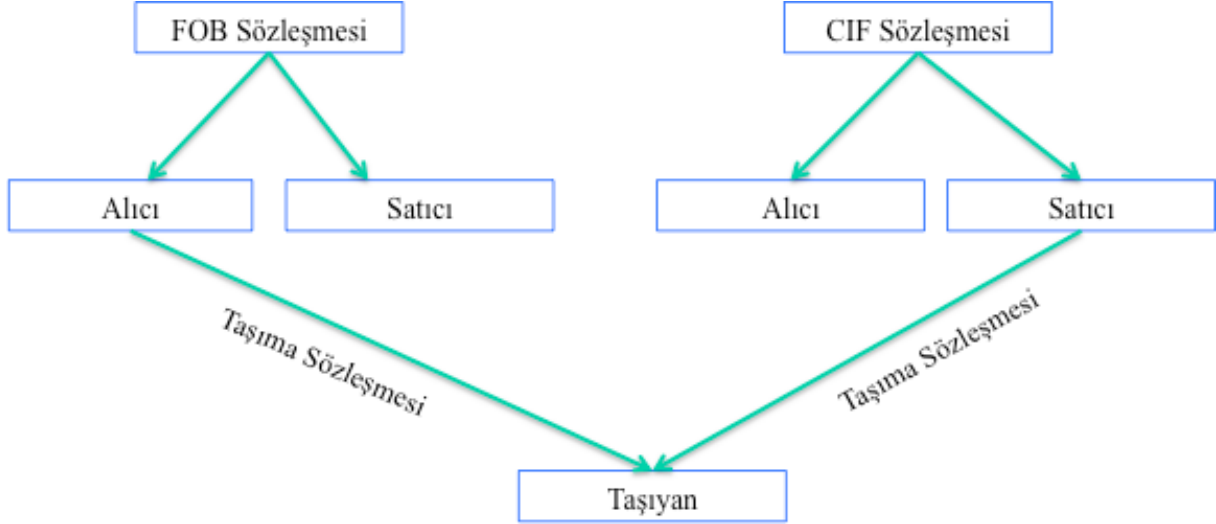 FOB Sözleşmesi
CIF Sözleşmesi
Alıcı
Satıcı
Alıcı
Satıcı
Taşıma Sözleşmesi
Taşıma Sözleşmesi
Taşıyan